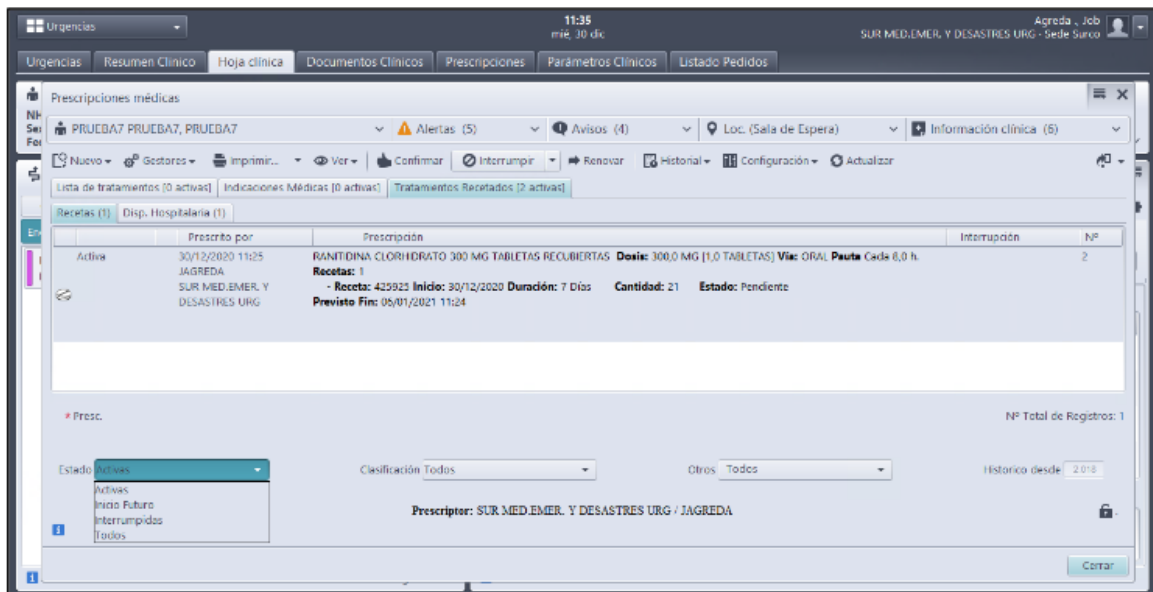 Urgencias
11:35
mié, 30 dic
Agreda , Job
SUR MED.EMER. Y DESASTRES URG - Sede Surco
Urgencias Resumen Clínico Hoja clínica Documentos Clínicos Prescripciones Parámetros Clínicos Listado Pedidos
Prescripciones médicas
PRUEBA7 PRUEBA7, PRUEBA7 Alertas (5) Avisos (4) Loc. (Sala de Espera) Información clínica (6)
Nuevo Gestores Imprimir... Ver Confirmar Interrumpir Renovar Historial Configuración Actualizar
Lista de tratamientos [0 activas] Indicaciones Médicas [0 activas] Tratamientos Recetados [2 activas]
Recetas (1) Disp. Hospitalaria (1)
Prescrito por Prescripción Interrupción Nº
Activa 30/12/2020 11:25 RANITIDINA CLORHIDRATO 300 MG TABLETAS RECUBIERTAS Dosis: 300,0 MG [1,0 TABLETAS] Vía: ORAL Pauta Cada 8,0 h. 2
JAGREDA Recetas: 1
SUR MED.EMER. Y - Receta: 425925 Inicio: 30/12/2020 Duración: 7 Días Cantidad: 21 Estado: Pendiente
DESASTRES URG Previsto Fin: 06/01/2021 11:24
* Presc. Nº Total de Registros: 1
Estado Activas Clasificación Todos Otros Todos Historico desde 2.018
Activas
Inicio Futuro
Interrumpidas
Todos
Prescriptor: SUR MED.EMER. Y DESASTRES URG / JAGREDA
Cerrar